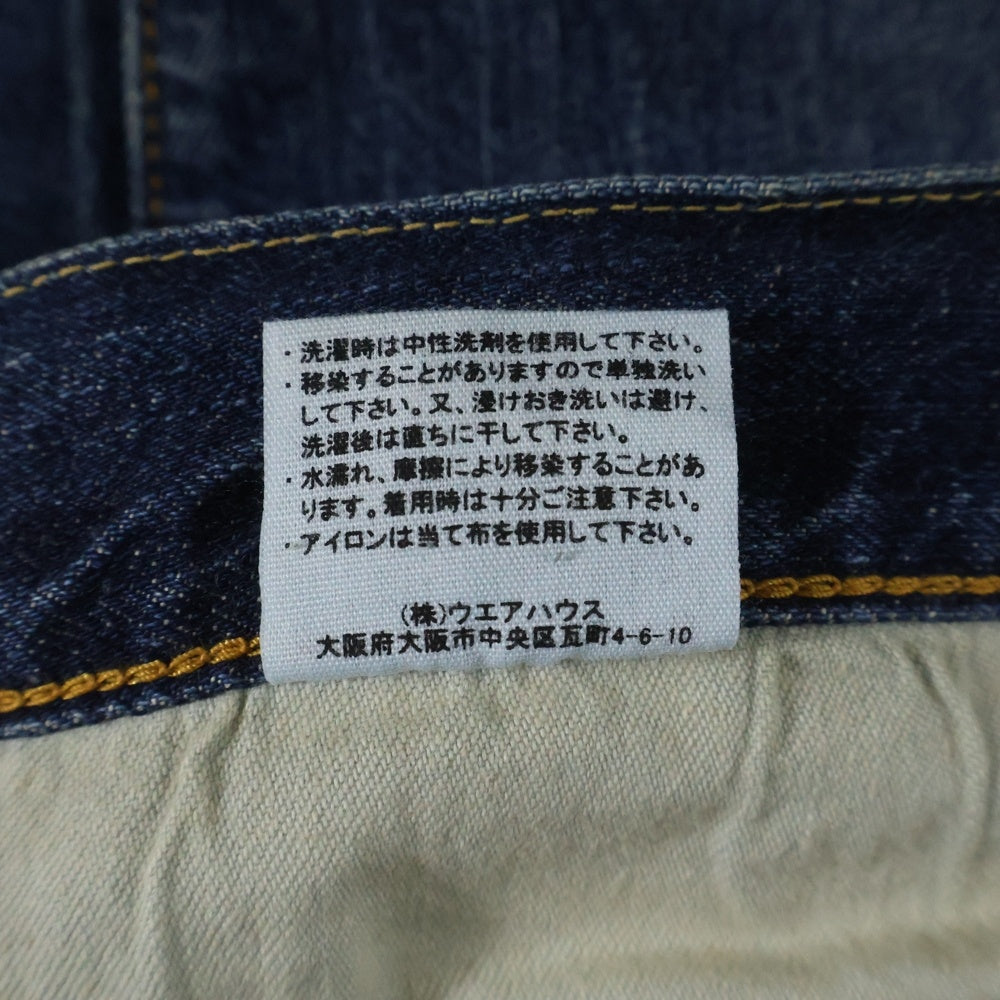 ・洗濯時は中性洗剤を使用して下さい。
・移染することがありますので単独洗い
して下さい。又、浸けおき洗いは避け、
洗濯後は直ちに干して下さい。
・水濡れ、摩擦により移染することがあ
ります。着用時は十分ご注意下さい。
・アイロンは当て布を使用して下さい。
(株)ウエアハウス
大阪府大阪市中央区瓦町4-6-10